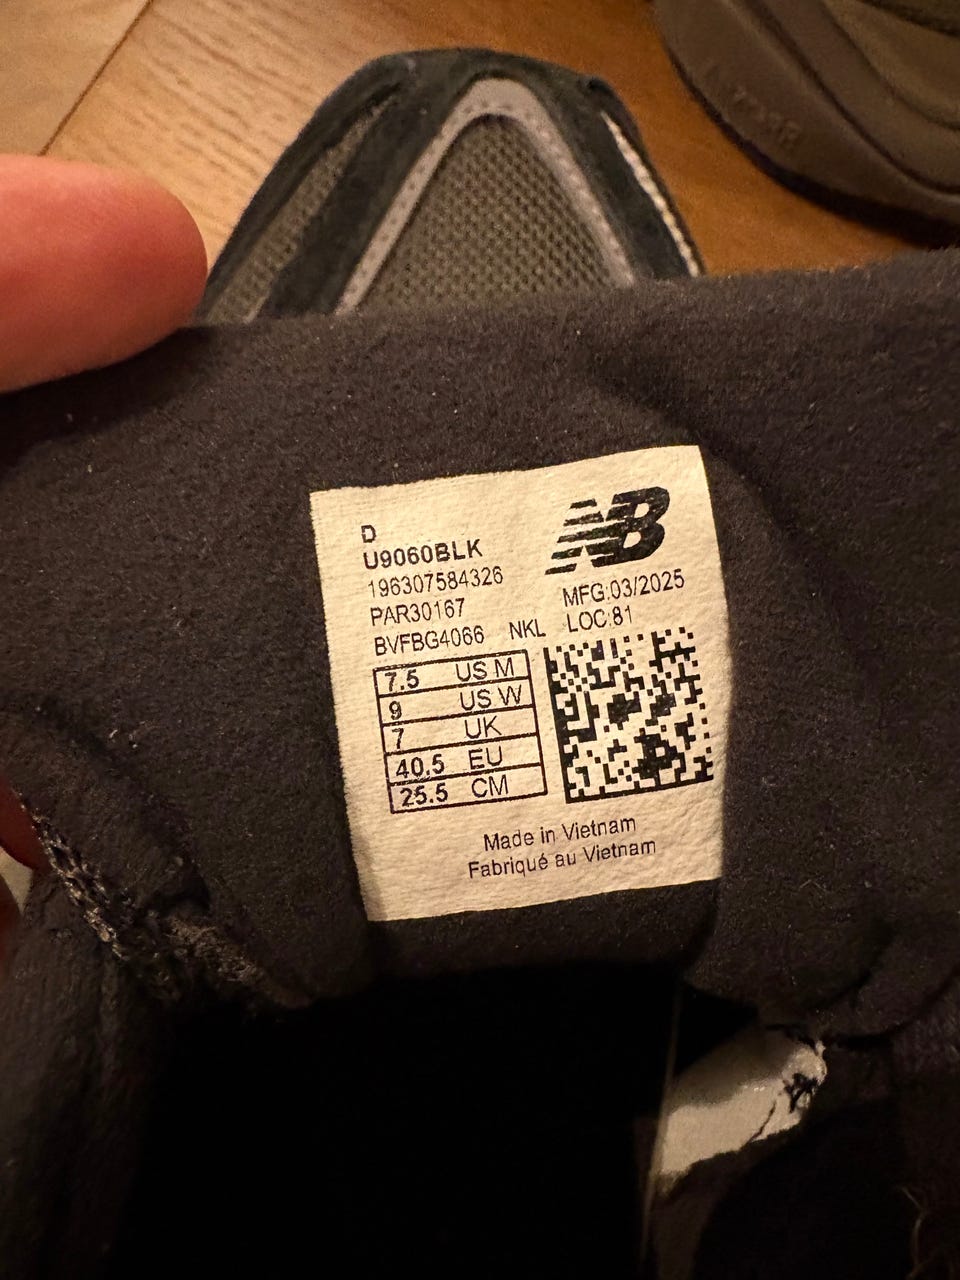 D
U9060BLK
196307584326
PAR30167
BVFBG4066 NKL
NB
MFG:03/2025
LOC:81
7.5 US M
9 US W
7 UK
40.5 EU
25.5 CM
Made in Vietnam
Fabriqué au Vietnam